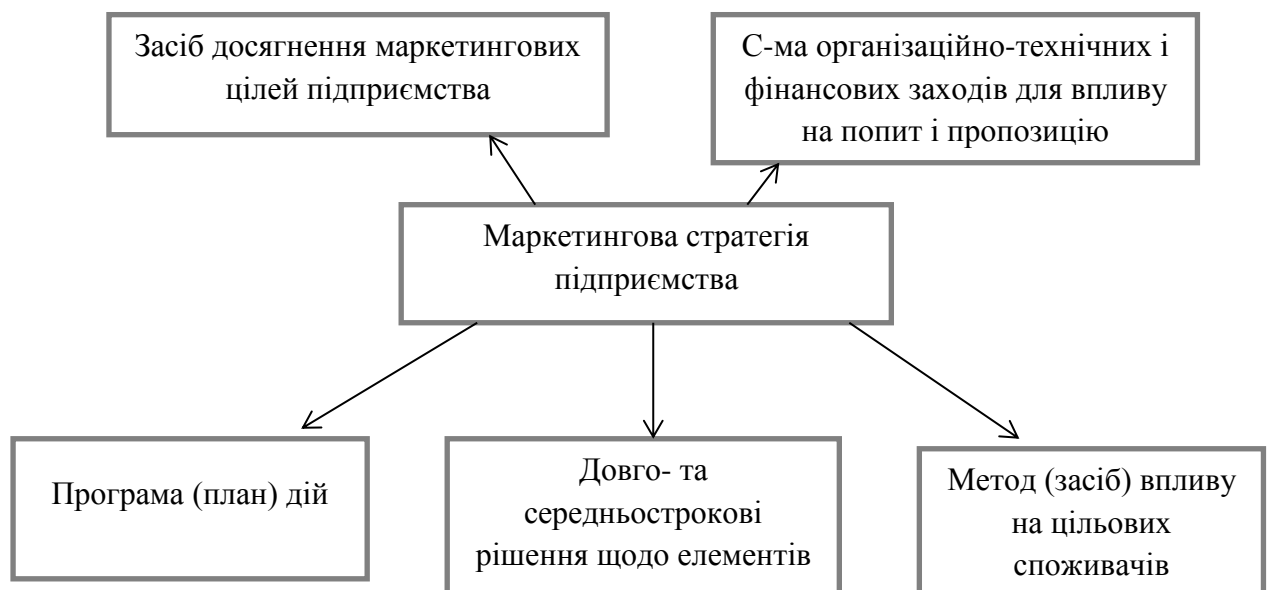 Засіб досягнення маркетингових
цілей підприємства
С-ма організаційно-технічних і
фінансових заходів для впливу
на попит і пропозицію
Маркетингова стратегія
підприємства
Програма (план) дій
Довго- та
середньострокові
рішення щодо елементів
Метод (засіб) впливу
на цільових
споживачів